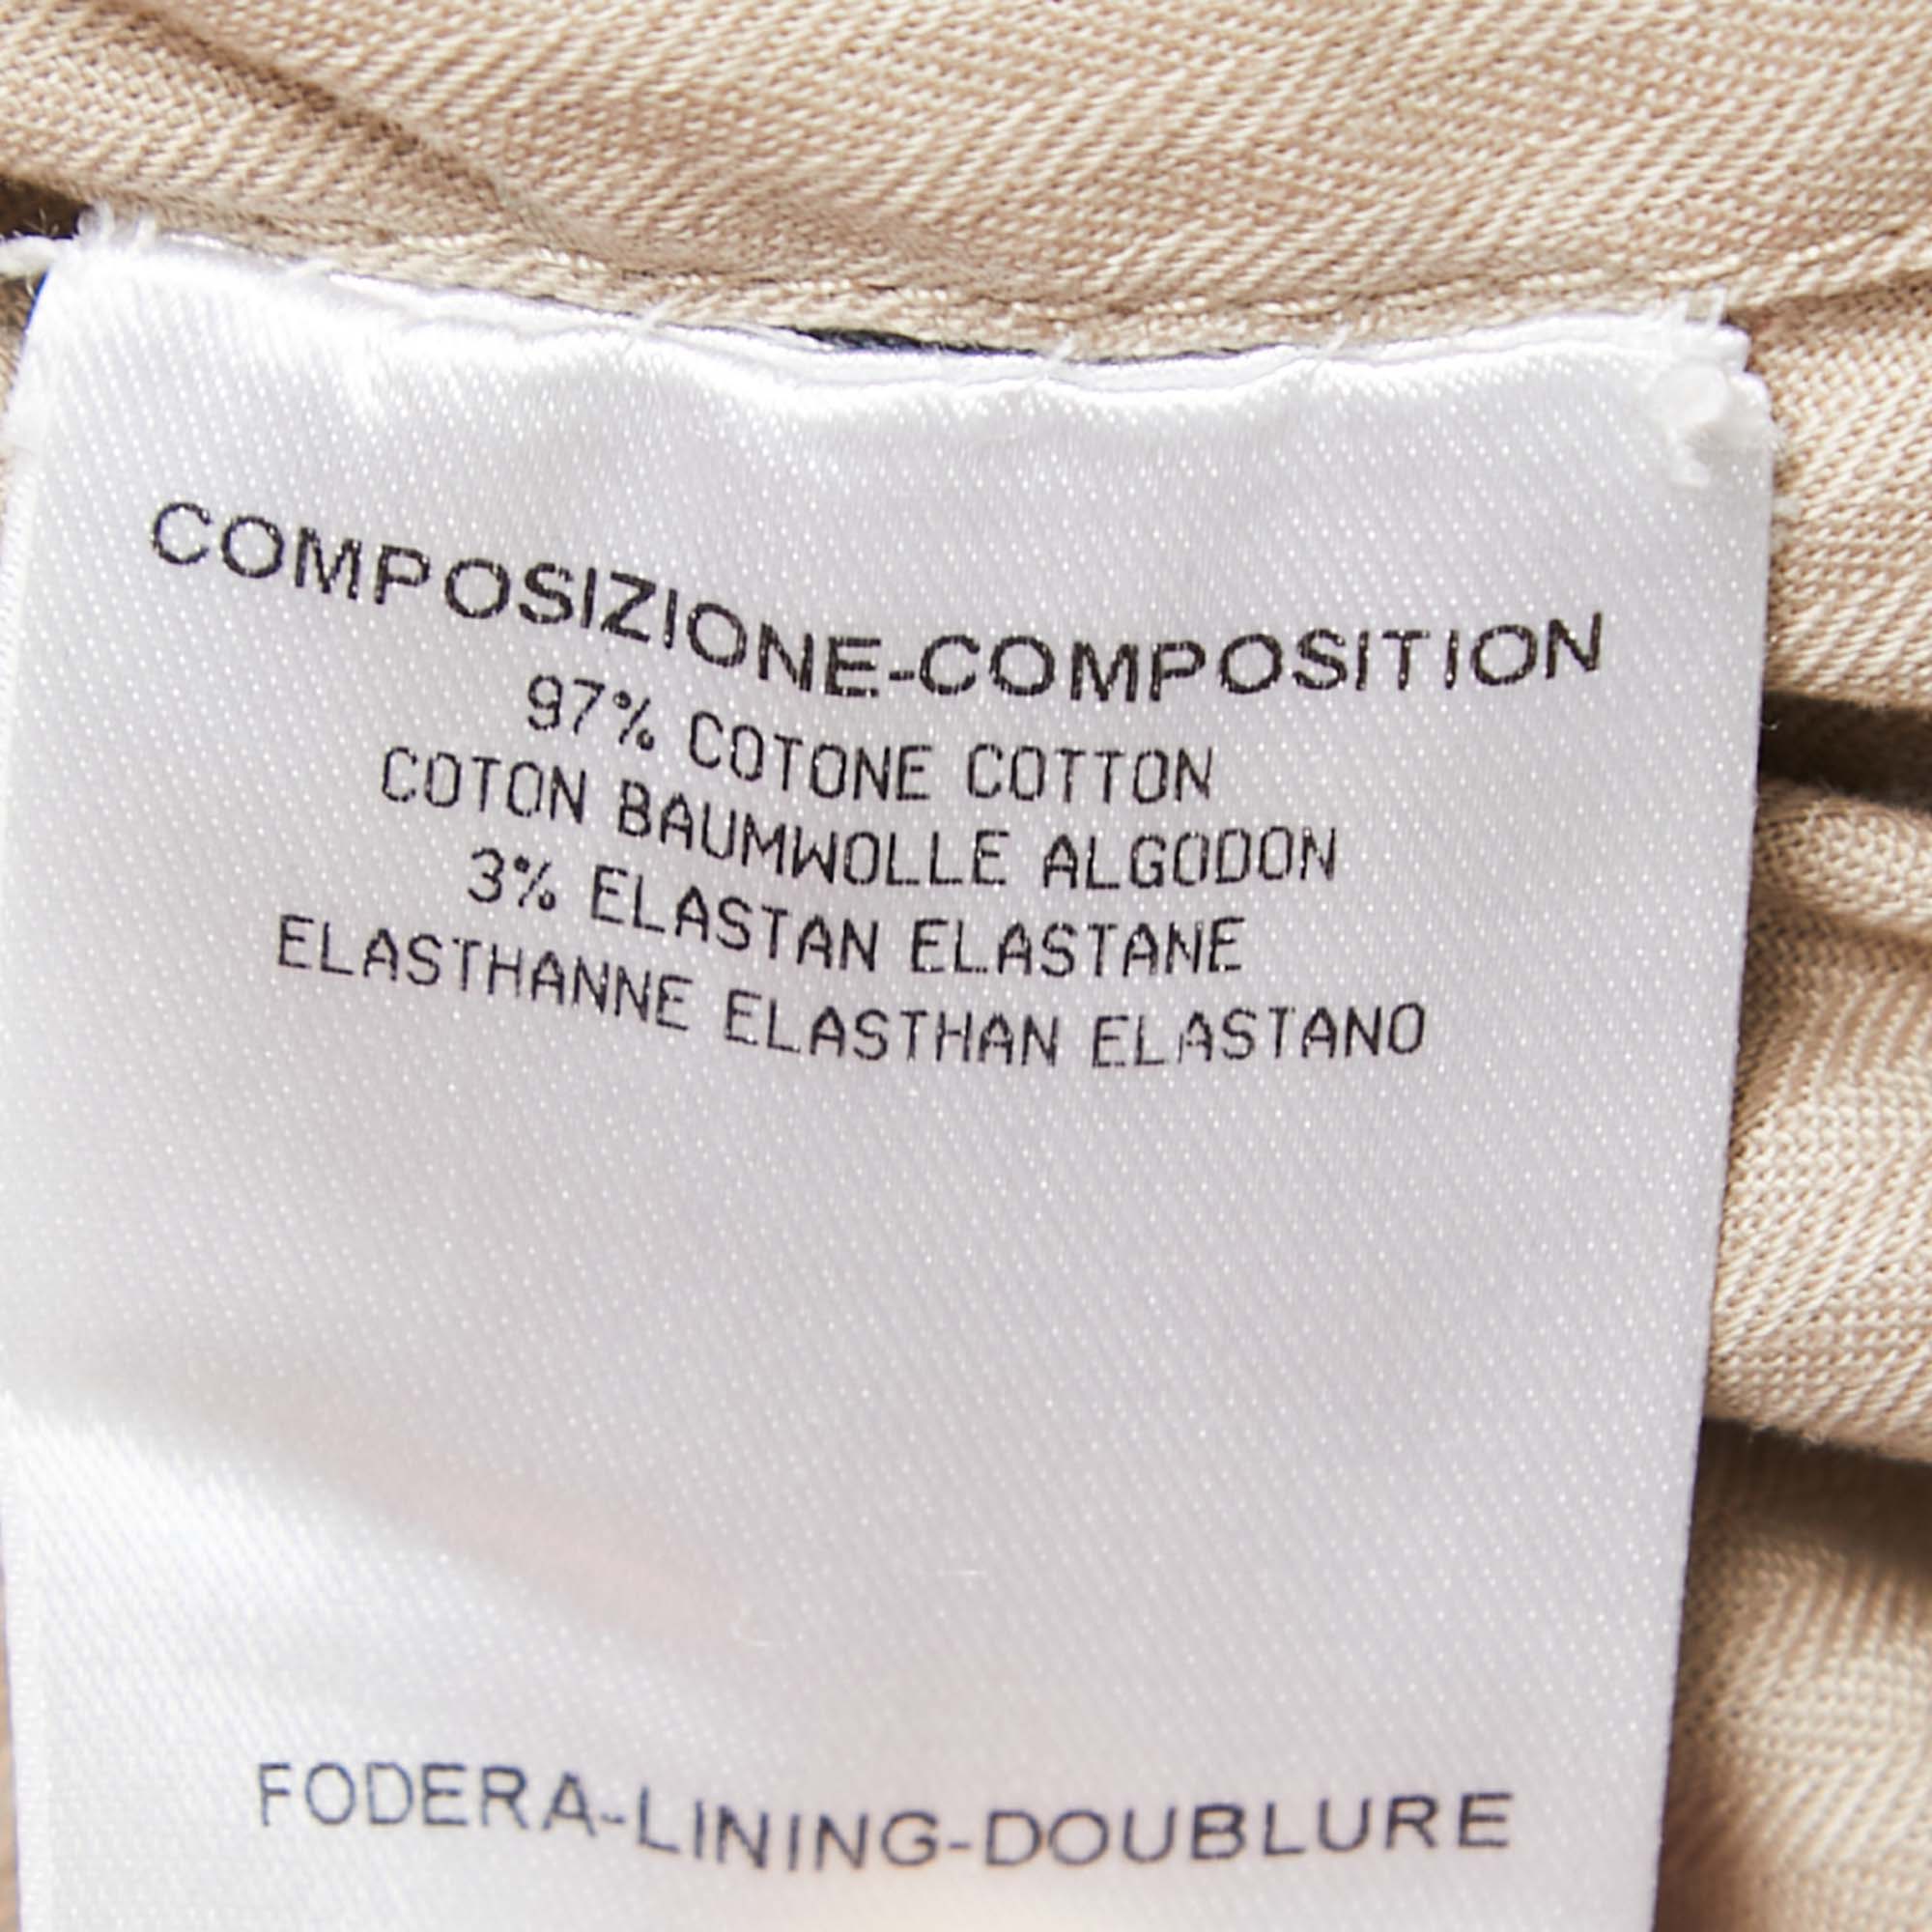 COMPOSIZIONE-COMPOSITION
97% COTONE COTTON
COTON BAUMWOLLE ALGODON
3% ELASTAN ELASTANE
ELASTHANNE ELASTHAN ELASTANO
FODERA-LINING-DOUBLURE